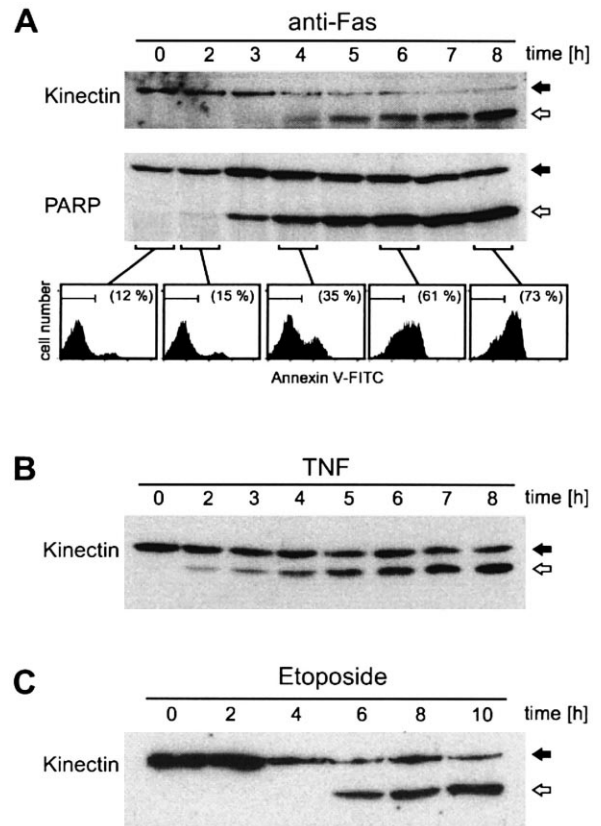 A
anti-Fas
0 2 3 4 5 6 7 8 time [h]
Kinectin
PARP
cell number
(12 %) (15 %) (35 %) (61 %) (73 %)
Annexin V-FITC
B
TNF
0 2 3 4 5 6 7 8 time [h]
Kinectin
C
Etoposide
0 2 4 6 8 10 time [h]
Kinectin